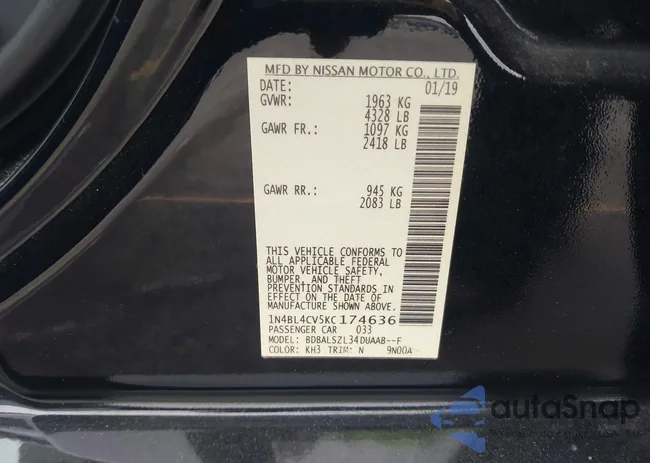 MFD BY NISSAN MOTOR CO., LTD.
DATE: 01/19
GVWR: 1963 KG
4328 LB
GAWR FR.: 1097 KG
2418 LB
GAWR RR.: 945 KG
2083 LB
THIS VEHICLE CONFORMS TO
ALL APPLICABLE FEDERAL
MOTOR VEHICLE SAFETY,
BUMPER, AND THEFT
PREVENTION STANDARDS
IN EFFECT ON THE DATE OF
MANUFACTURE SHOWN ABOVE.
1N4BL4CV5KC174636
PASSENGER CAR 033
MODEL: BDBALSZL34DUAAB--F
COLOR: KH3 TRIM: N 9N00A
autoSnap